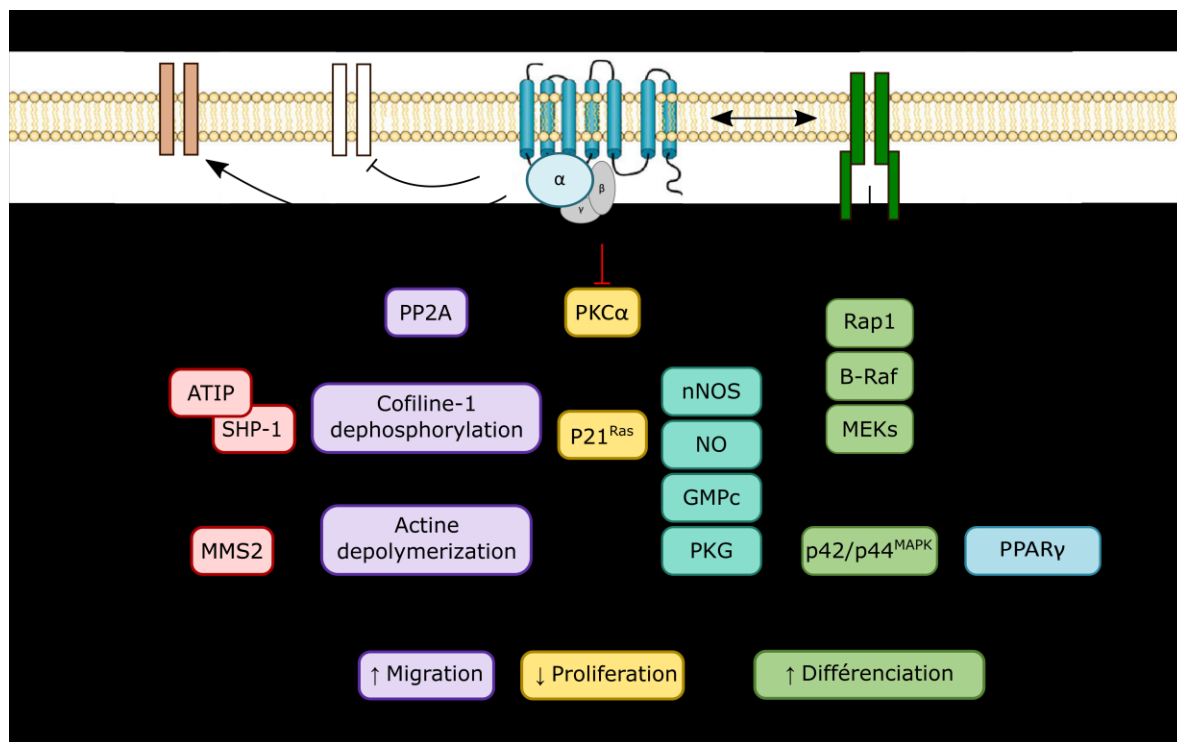 α
β
γ
PP2A
PKCα
Rap1
ATIP
SHP-1
Cofiline-1
dephosphorylation
P21Ras
nNOS
NO
GMPc
PKG
B-Raf
MEKs
MMS2
Actine
depolymerization
p42/p44MAPK
PPARγ
↑ Migration
↓ Proliferation
↑ Différenciation